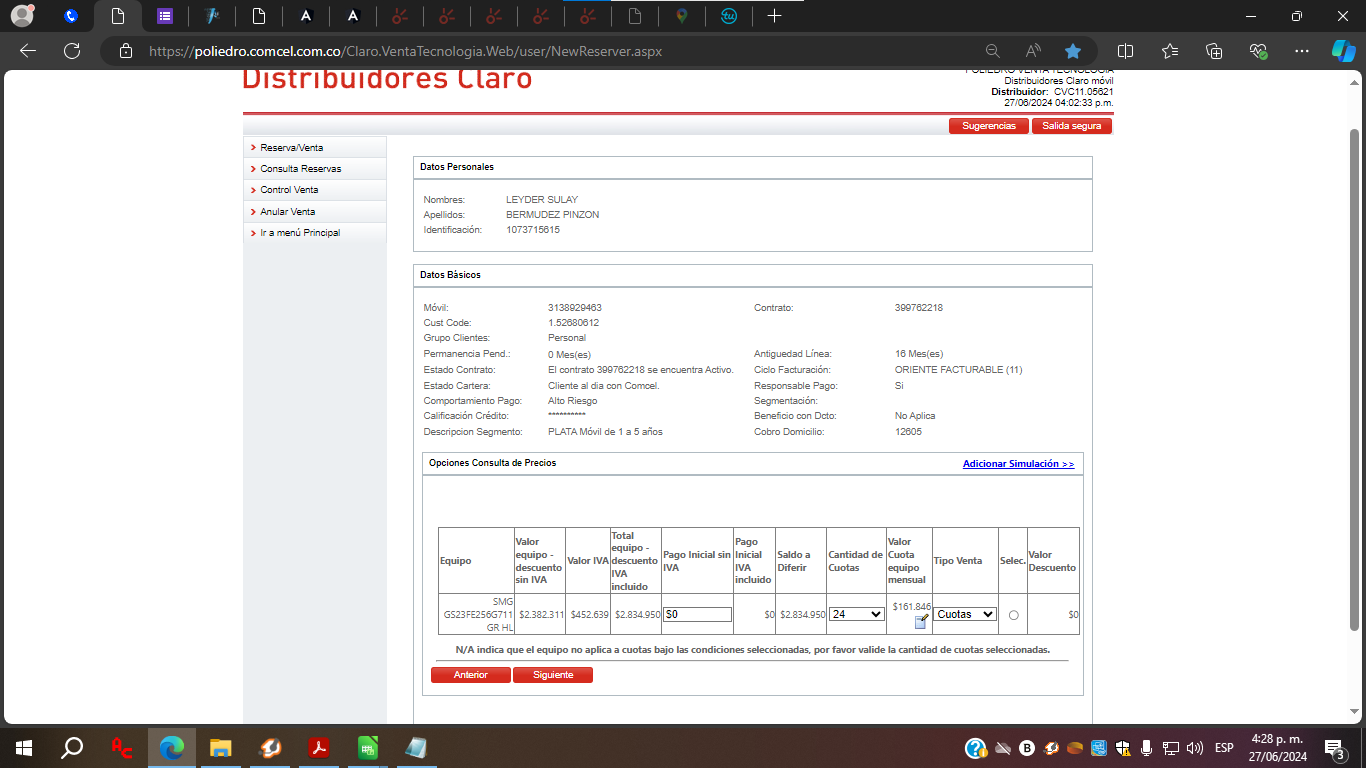 https://poliedro.comcel.com.co/Claro.VentaTecnologia.Web/user/NewReserver.aspx
Distribuidores Claro
POLIEDRO VENTA TECNOLOGIA
Distribuidores Claro móvil
Distribuidor: CVC11.05621
27/06/2024 04:02:33 p.m.
Sugerencias Salida segura
Reserva/Venta
Consulta Reservas
Control Venta
Anular Venta
Ir a menú Principal
Datos Personales
Nombres: LEYDER SULAY
Apellidos: BERMUDEZ PINZON
Identificación: 1073715615
Datos Básicos
Móvil: 3138929463 Contrato: 399762218
Cust Code: 1.52680612
Grupo Clientes: Personal
Permanencia Pend.: 0 Mes(es) Antiguedad Línea: 16 Mes(es)
Estado Contrato: El contrato 399762218 se encuentra Activo. Ciclo Facturación: ORIENTE FACTURABLE (11)
Estado Cartera: Cliente al dia con Comcel. Responsable Pago: Si
Comportamiento Pago: Alto Riesgo Segmentación:
Calificación Crédito: ********** Beneficio con Dcto: No Aplica
Descripcion Segmento: PLATA Móvil de 1 a 5 años Cobro Domicilio: 12605
Opciones Consulta de Precios Adicionar Simulación >>
Equipo
Valor
equipo -
descuento
sin IVA
Valor IVA
Total
equipo -
descuento
IVA
incluido
Pago Inicial sin
IVA
Pago
Inicial
IVA
incluido
Saldo a
Diferir
Cantidad de
Cuotas
Valor
Cuota
equipo
mensual
Tipo Venta
Selec.
Valor
Descuento
SMG
GS23FE256G711
GR HL
$2.382.311 $452.639 $2.834.950 $0 $0 $2.834.950 24 $161.846 Cuotas $0
N/A indica que el equipo no aplica a cuotas bajo las condiciones seleccionadas, por favor valide la cantidad de cuotas seleccionadas.
Anterior Siguiente
ESP
4:28 p. m.
27/06/2024
3